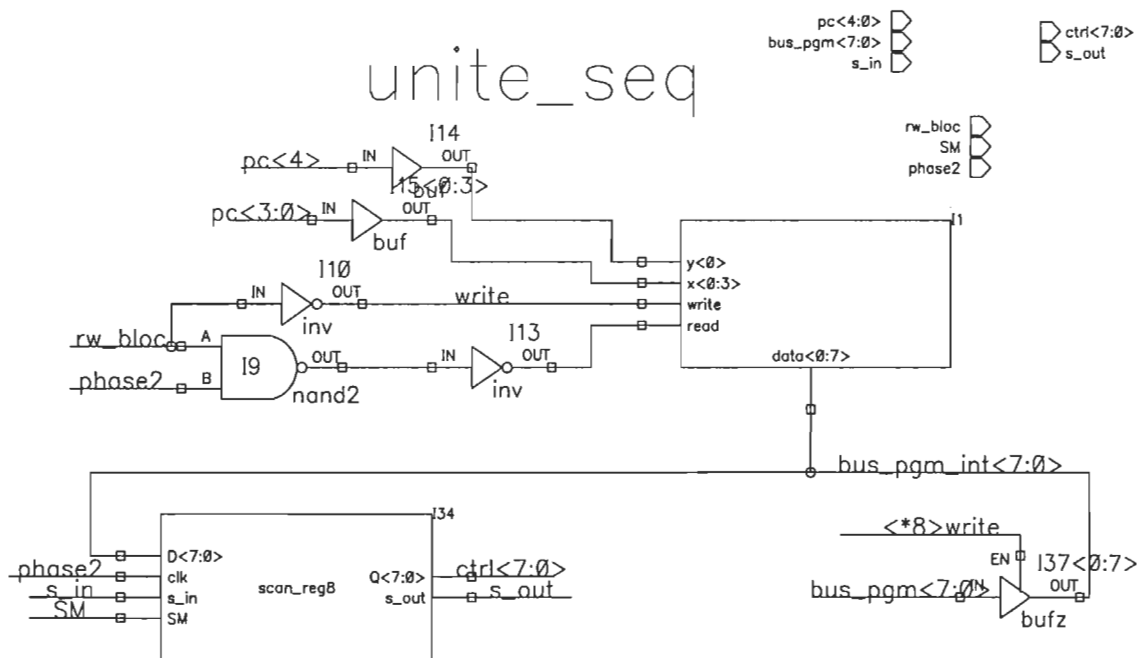 pc<4:0>
bus_pgm<7:0>
s_in
ctrl<7:0>
s_out
unite_seq
rw_bloc
SM
phase2
I14
pc<4>
IN
OUT
buf
I15<0:3>
pc<3:0>
IN
OUT
buf
I1
y<0>
x<0:3>
write
read
data<0:7>
I10
IN
OUT
write
inv
rw_bloc
A
I9
OUT
phase2
B
nand2
I13
IN
OUT
inv
bus_pgm_int<7:0>
I34
D<7:0>
phase2
clk
s_in
s_in
SM
SM
scan_reg8
Q<7:0>
ctrl<7:0>
s_out
s_out
<*8>write
EN
I37<0:7>
bus_pgm<7:0>
IN
OUT
bufz